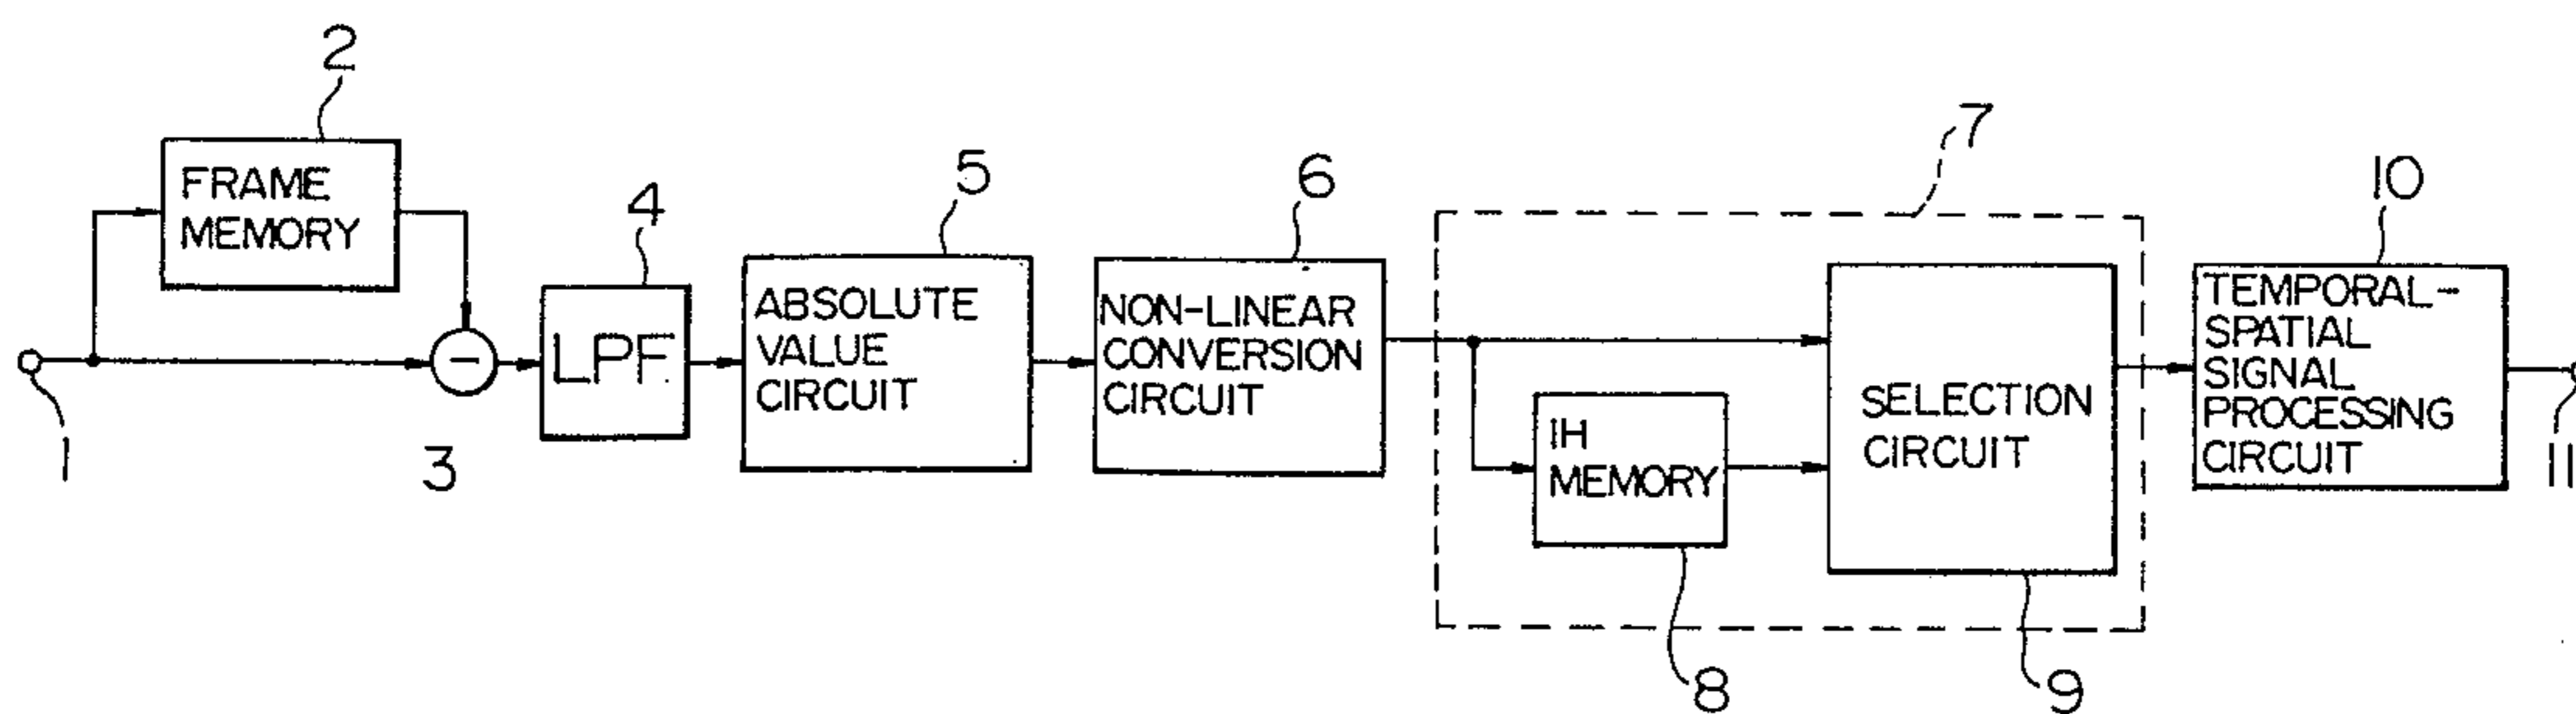 2
FRAME
MEMORY
1
−
3
4
LPF
5
ABSOLUTE
VALUE
CIRCUIT
6
NON-LINEAR
CONVERSION
CIRCUIT
7
1H
MEMORY
8
SELECTION
CIRCUIT
9
10
TEMPORAL-
SPATIAL
SIGNAL
PROCESSING
CIRCUIT
11